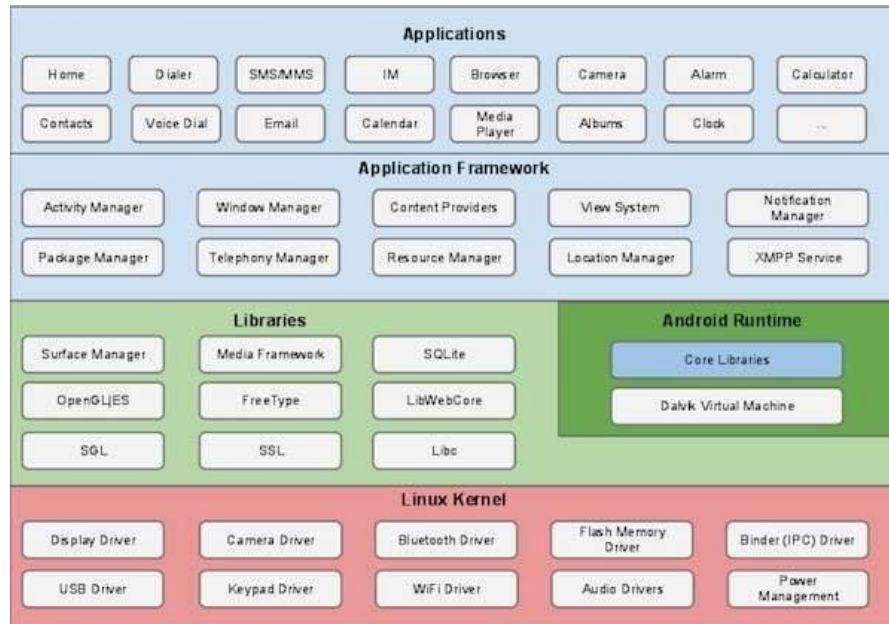 Applications
Home
Dialer
SMS/MMS
IM
Browser
Camera
Alarm
Calculator
Contacts
Voice Dial
Email
Calendar
Media
Player
Albums
Clock
...
Application Framework
Activity Manager
Window Manager
Content Providers
View System
Notification
Manager
Package Manager
Telephony Manager
Resource Manager
Location Manager
XMPP Service
Libraries
Surface Manager
Media Framework
SQLite
OpenGL|ES
FreeType
LibWebCore
SGL
SSL
Libc
Android Runtime
Core Libraries
Dalvik Virtual Machine
Linux Kernel
Display Driver
Camera Driver
Bluetooth Driver
Flash Memory
Driver
Binder (IPC) Driver
USB Driver
Keypad Driver
WiFi Driver
Audio Drivers
Power
Management